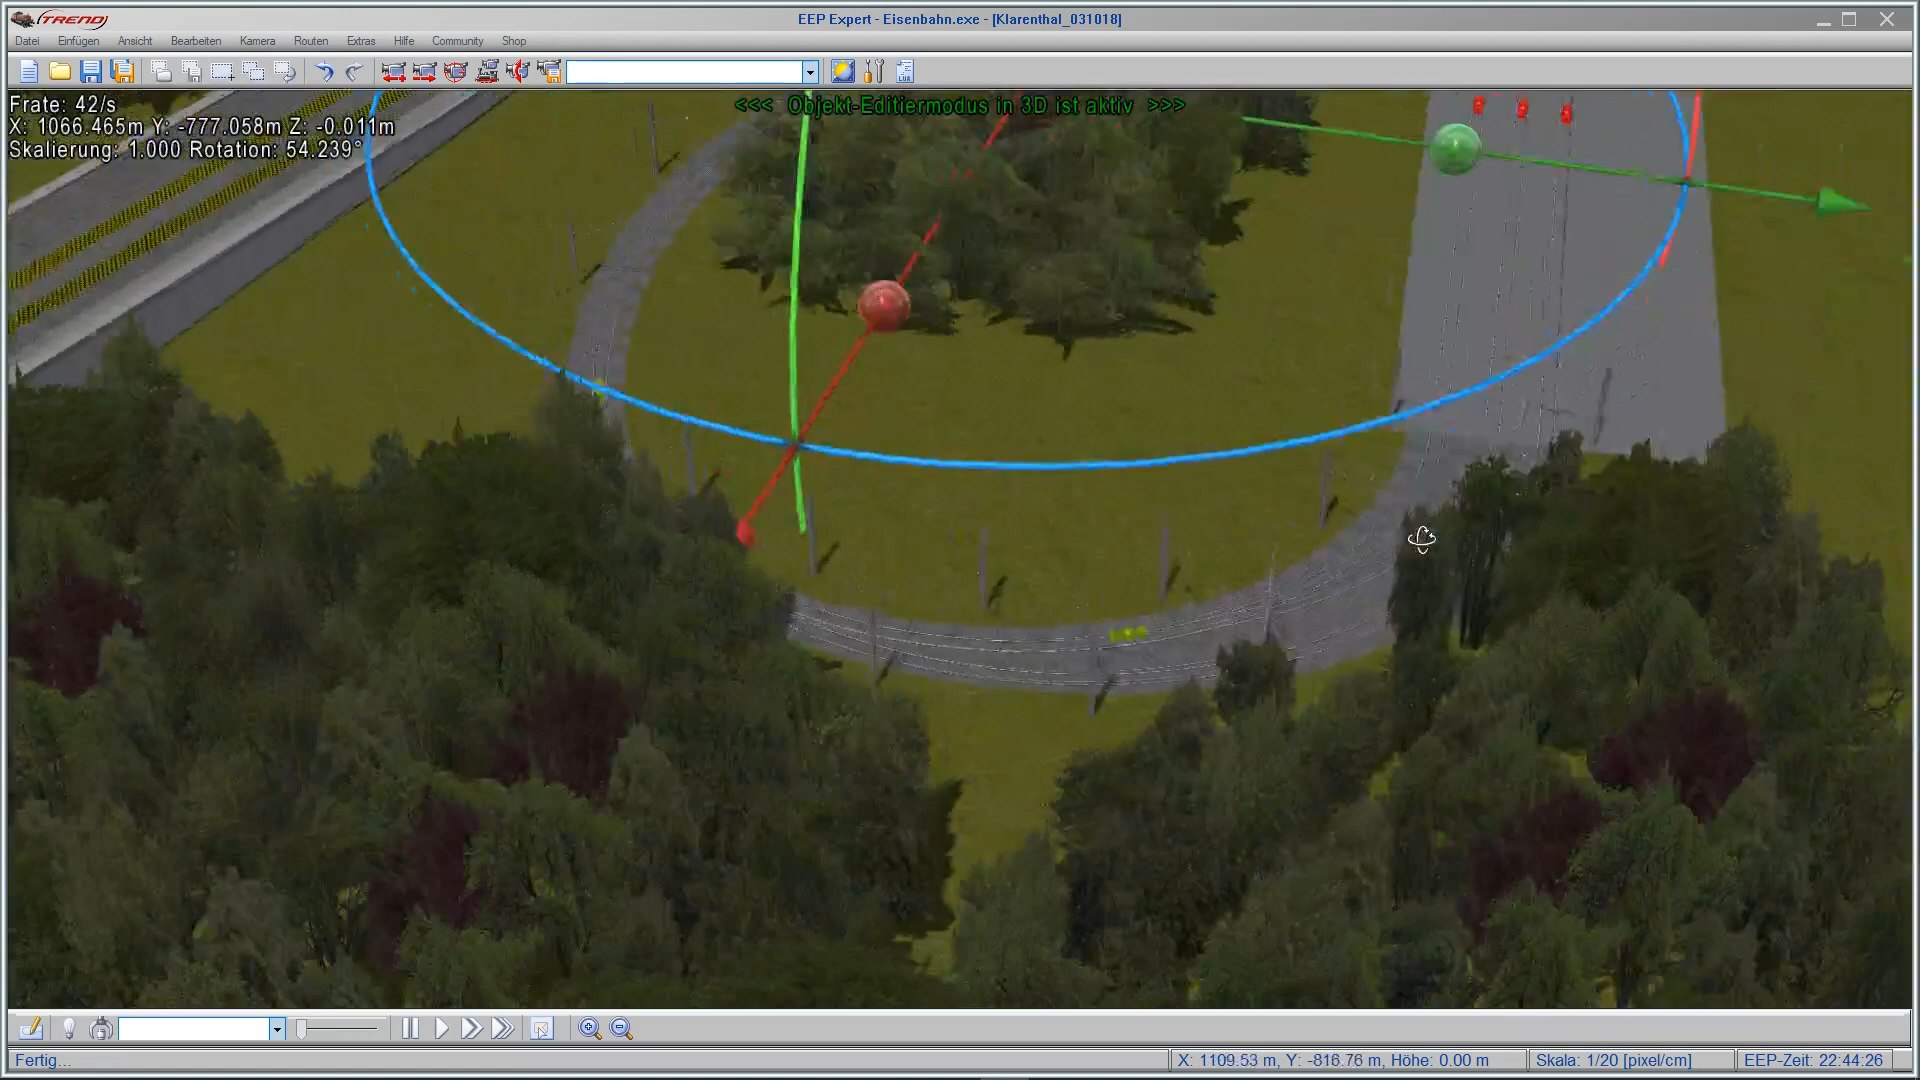 TREND
EEP Expert - Eisenbahn.exe - [Klarenthal_031018]
Datei Einfügen Ansicht Bearbeiten Kamera Routen Extras Hilfe Community Shop
LUA
Frate: 42/s
<<< Objekt-Editiermodus in 3D ist aktiv >>>
X: 1066.465m Y: -777.058m Z: -0.011m
Skalierung: 1.000 Rotation: 54.239°
Fertig...
X: 1109.53 m, Y: -816.76 m, Höhe: 0.00 m
Skala: 1/20 [pixel/cm]
EEP-Zeit: 22:44:26